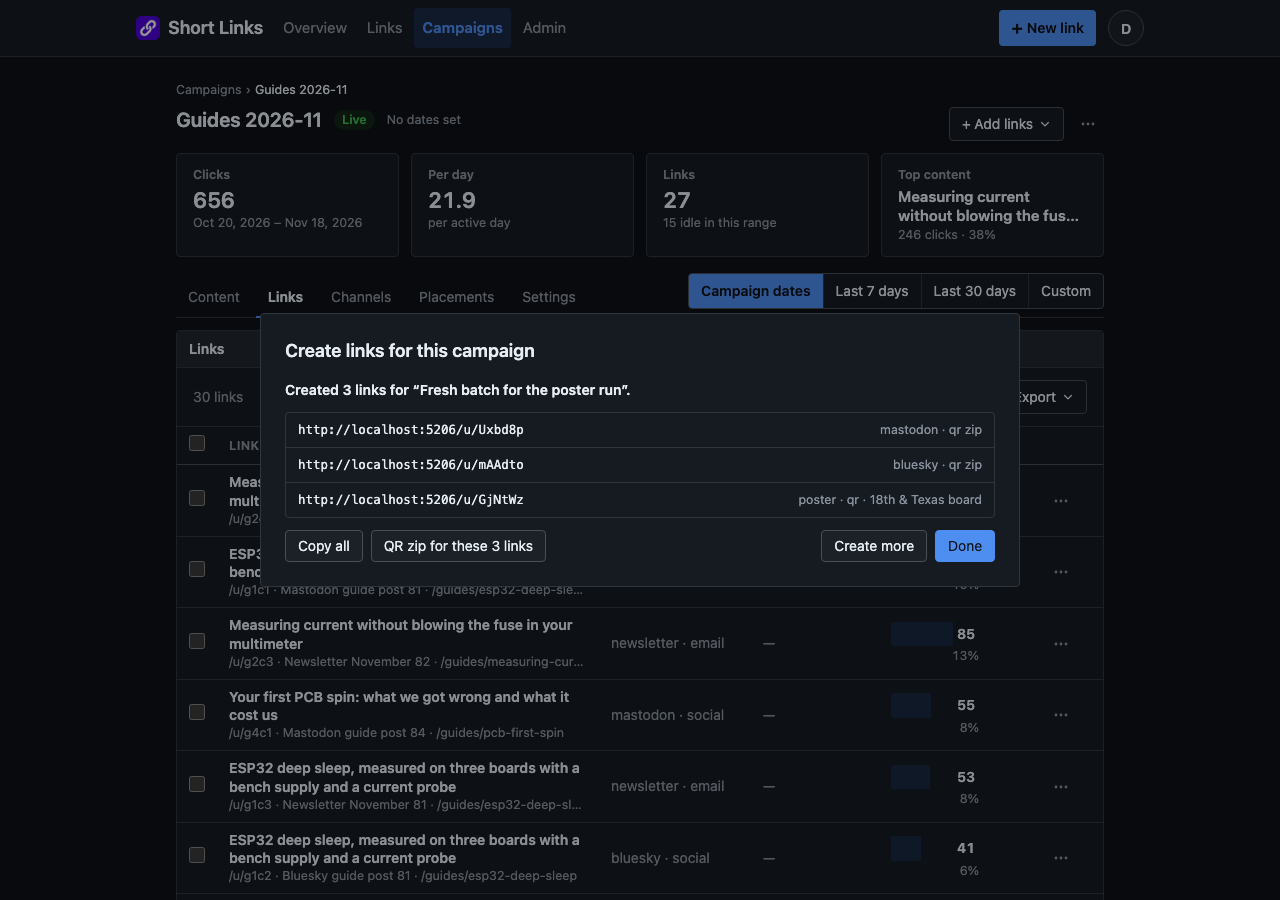 Short Links
Overview
Links
Campaigns
Admin
+ New link
D
Campaigns › Guides 2026-11
Guides 2026-11
Live
No dates set
+ Add links
Clicks
656
Oct 20, 2026 – Nov 18, 2026
Per day
21.9
per active day
Links
27
15 idle in this range
Top content
Measuring current
without blowing the fus...
246 clicks · 38%
Content
Links
Channels
Placements
Settings
Campaign dates
Last 7 days
Last 30 days
Custom
Links
30 links
Export
LINK
Create links for this campaign
Created 3 links for “Fresh batch for the poster run”.
http://localhost:5206/u/Uxbd8p
mastodon · qr zip
http://localhost:5206/u/mAAdto
bluesky · qr zip
http://localhost:5206/u/GjNtWz
poster · qr · 18th & Texas board
Copy all
QR zip for these 3 links
Create more
Done
/u/g1c1 · Mastodon guide post 81 · /guides/esp32-deep-sle...
Measuring current without blowing the fuse in your
multimeter
/u/g2c3 · Newsletter November 82 · /guides/measuring-cur...
newsletter · email
—
85
13%
Your first PCB spin: what we got wrong and what it
cost us
/u/g4c1 · Mastodon guide post 84 · /guides/pcb-first-spin
mastodon · social
—
55
8%
ESP32 deep sleep, measured on three boards with a
bench supply and a current probe
/u/g1c3 · Newsletter November 81 · /guides/esp32-deep-sl...
newsletter · email
—
53
8%
ESP32 deep sleep, measured on three boards with a
bench supply and a current probe
/u/g1c2 · Bluesky guide post 81 · /guides/esp32-deep-sleep
bluesky · social
—
41
6%